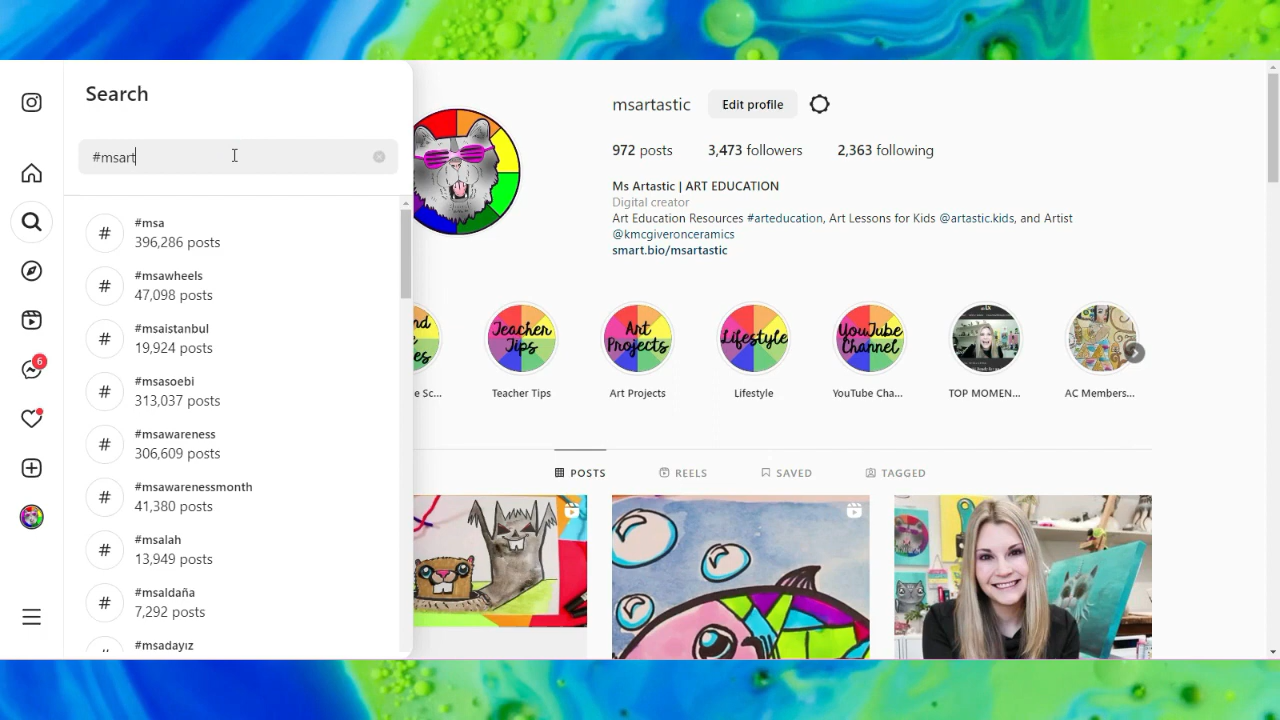 Search
#msart
#msa
396,286 posts
#msawheels
47,098 posts
#msaistanbul
19,924 posts
#msasoebi
313,037 posts
#msawareness
306,609 posts
#msawarenessmonth
41,380 posts
#msalah
13,949 posts
#msaldaña
7,292 posts
#msadayız
6
msartastic
Edit profile
972 posts
3,473 followers
2,363 following
Ms Artastic | ART EDUCATION
Digital creator
Art Education Resources #arteducation, Art Lessons for Kids @artastic.kids, and Artist
@kmcgiveronceramics
smart.bio/msartastic
Teacher
Tips
Art
Projects
Lifestyle
YouTube
Channel
e Sc...
Teacher Tips
Art Projects
Lifestyle
YouTube Cha...
TOP MOMEN...
AC Members...
POSTS
REELS
SAVED
TAGGED